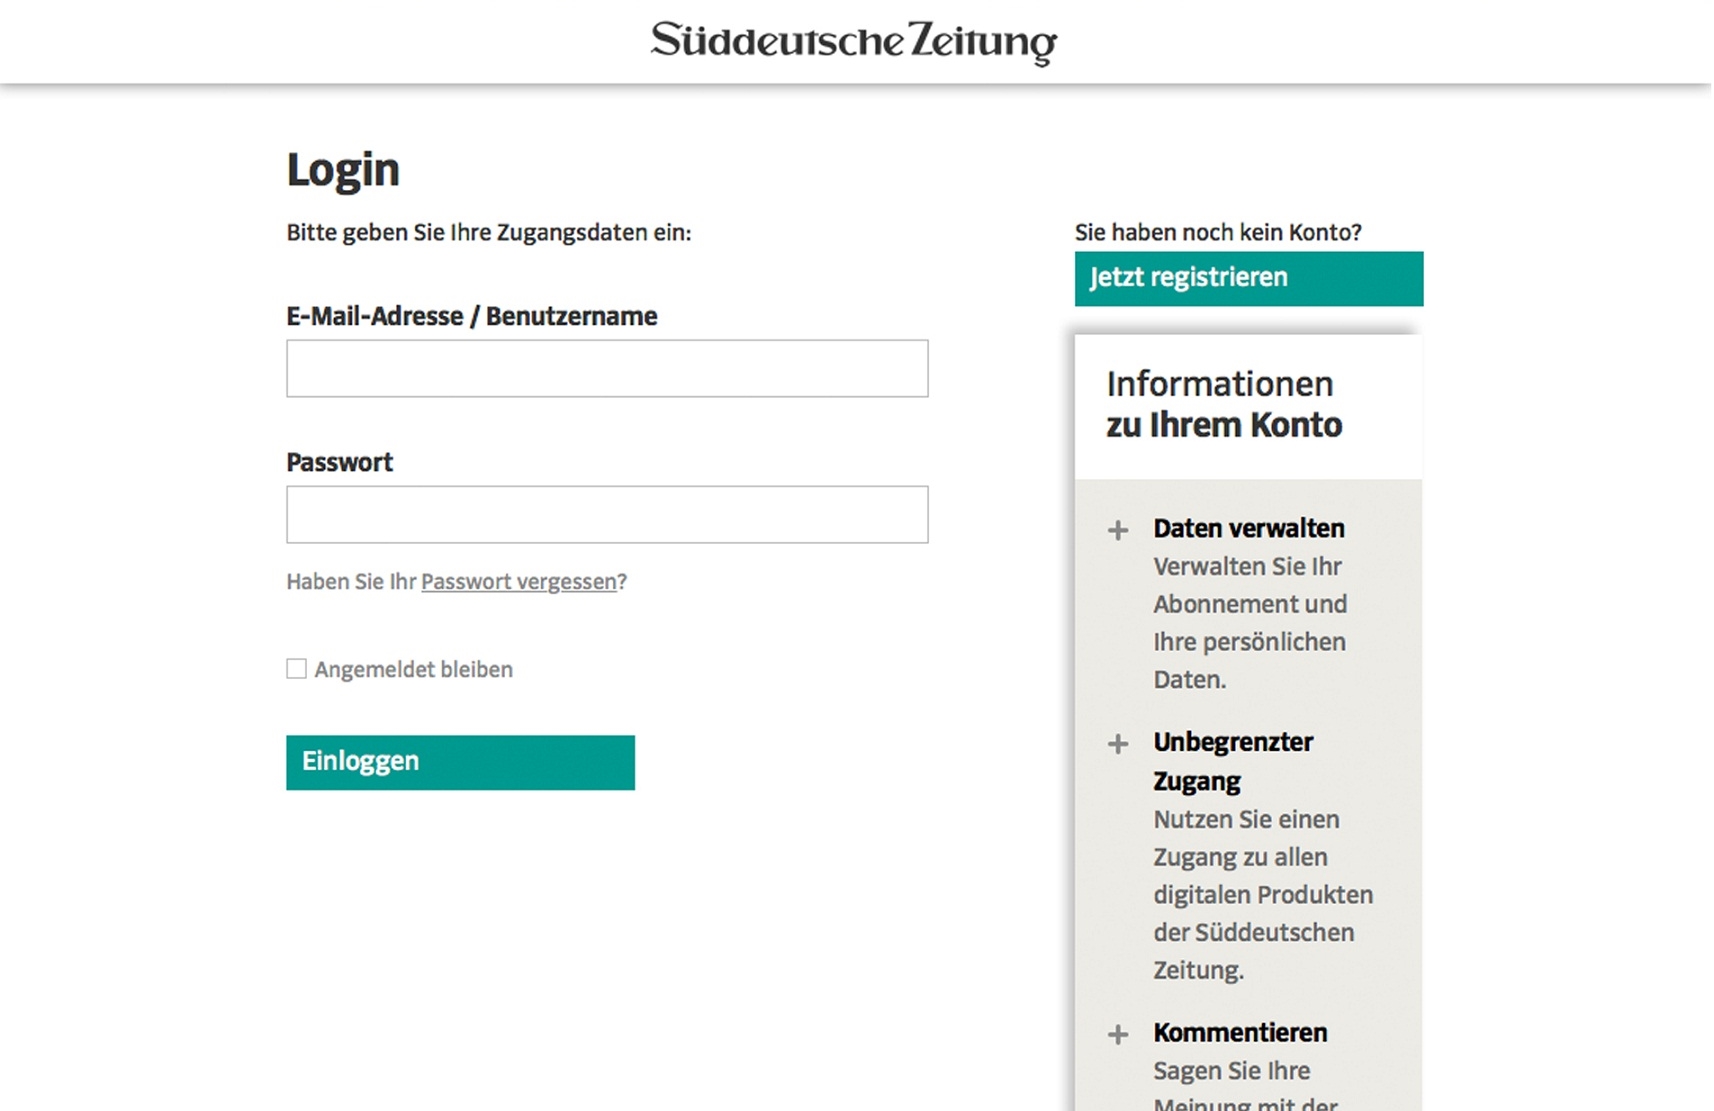 Süddeutsche Zeitung
Login
Bitte geben Sie Ihre Zugangsdaten ein:
E-Mail-Adresse / Benutzername
Passwort
Haben Sie Ihr Passwort vergessen?
Angemeldet bleiben
Einloggen
Sie haben noch kein Konto?
Jetzt registrieren
Informationen
zu Ihrem Konto
+ Daten verwalten
Verwalten Sie Ihr
Abonnement und
Ihre persönlichen
Daten.
+ Unbegrenzter
Zugang
Nutzen Sie einen
Zugang zu allen
digitalen Produkten
der Süddeutschen
Zeitung.
+ Kommentieren
Sagen Sie Ihre
Meinung mit der